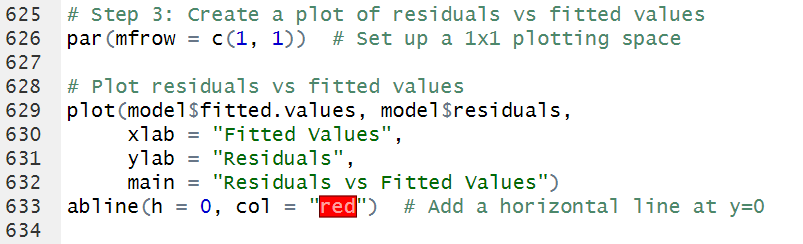 625 # Step 3: Create a plot of residuals vs fitted values
626 par(mfrow = c(1, 1))  # Set up a 1x1 plotting space
627
628 # Plot residuals vs fitted values
629 plot(model$fitted.values, model$residuals,
630      xlab = "Fitted Values",
631      ylab = "Residuals",
632      main = "Residuals vs Fitted Values")
633 abline(h = 0, col = "red")  # Add a horizontal line at y=0
634